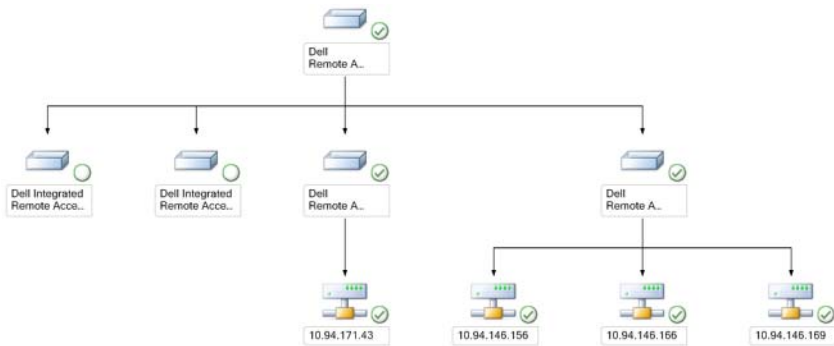 Dell
Remote A...
Dell Integrated
Remote Acce...
Dell Integrated
Remote Acce...
Dell
Remote A...
Dell
Remote A...
10.94.171.43
10.94.146.156
10.94.146.166
10.94.146.169